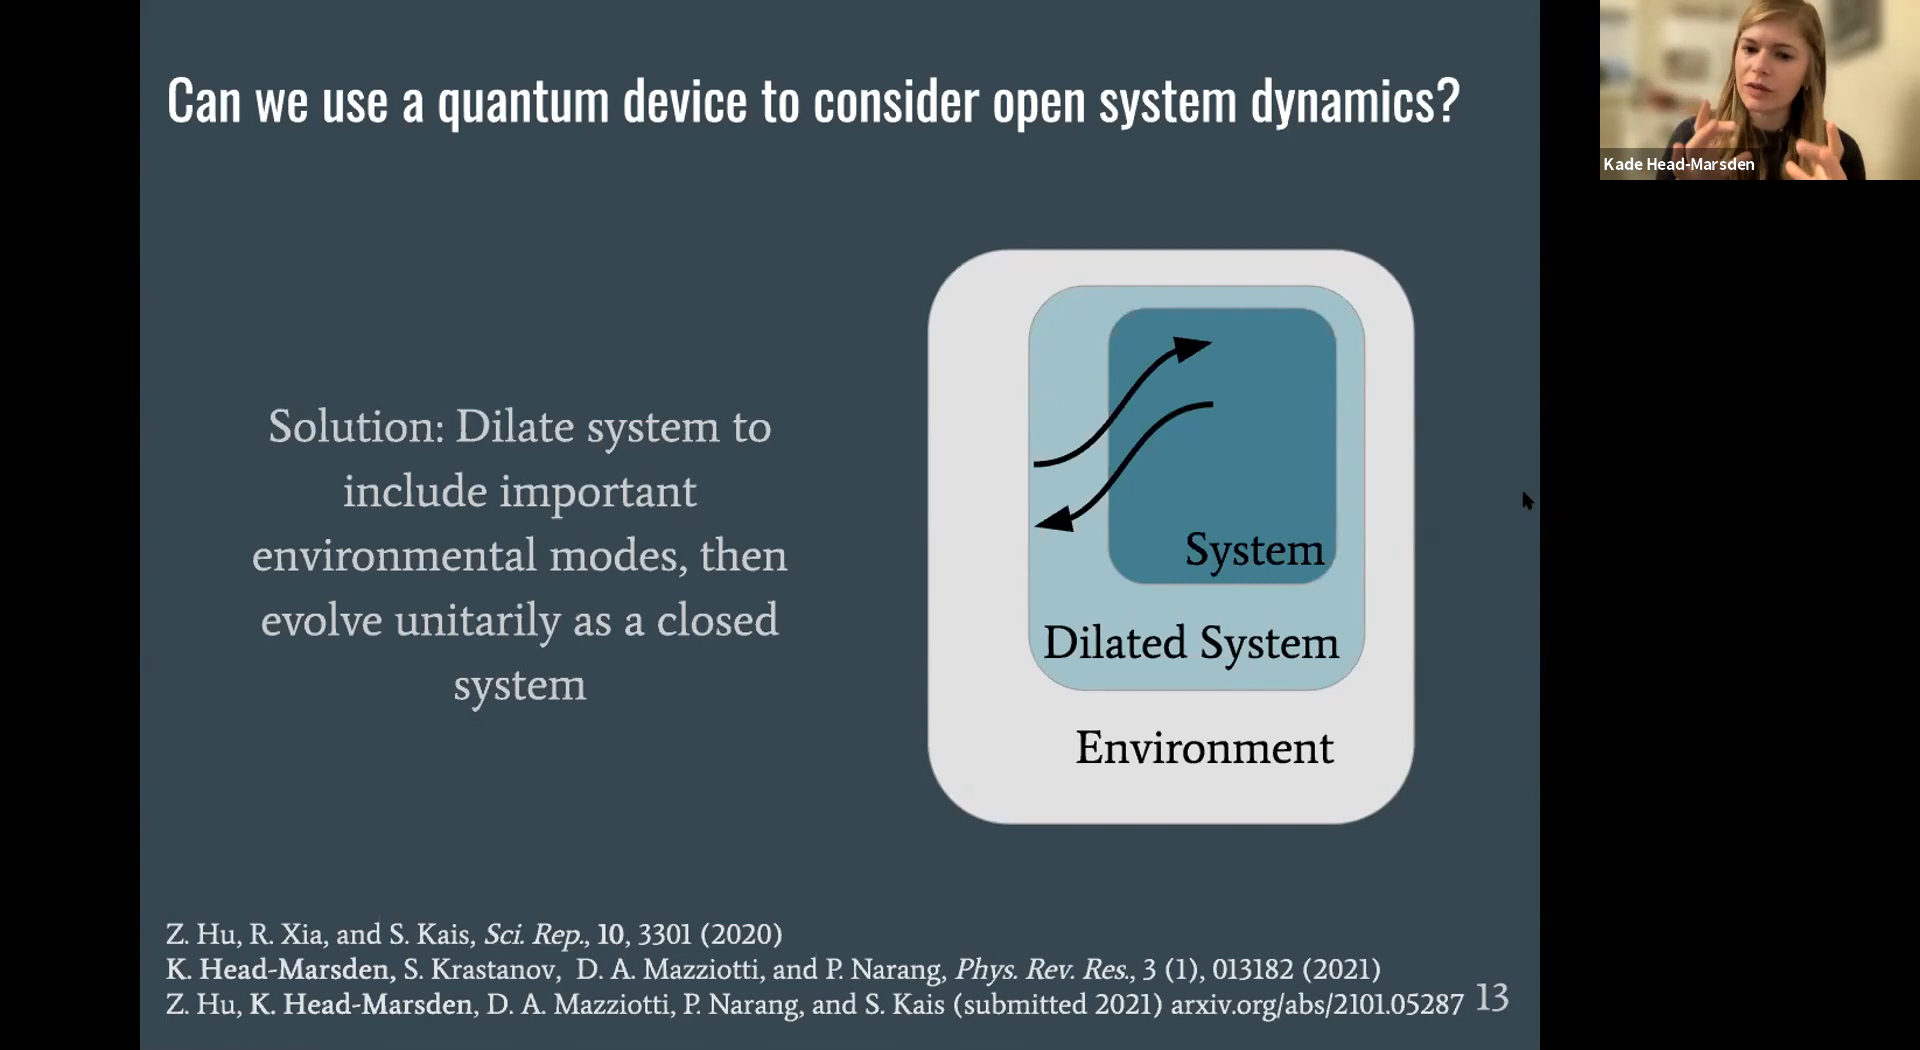 Can we use a quantum device to consider open system dynamics?
Kade Head-Marsden
Solution: Dilate system to
include important
environmental modes, then
evolve unitarily as a closed
system
System
Dilated System
Environment
Z. Hu, R. Xia, and S. Kais, Sci. Rep., 10, 3301 (2020)
K. Head-Marsden, S. Krastanov, D. A. Mazziotti, and P. Narang, Phys. Rev. Res., 3 (1), 013182 (2021)
Z. Hu, K. Head-Marsden, D. A. Mazziotti, P. Narang, and S. Kais (submitted 2021) arxiv.org/abs/2101.05287
13